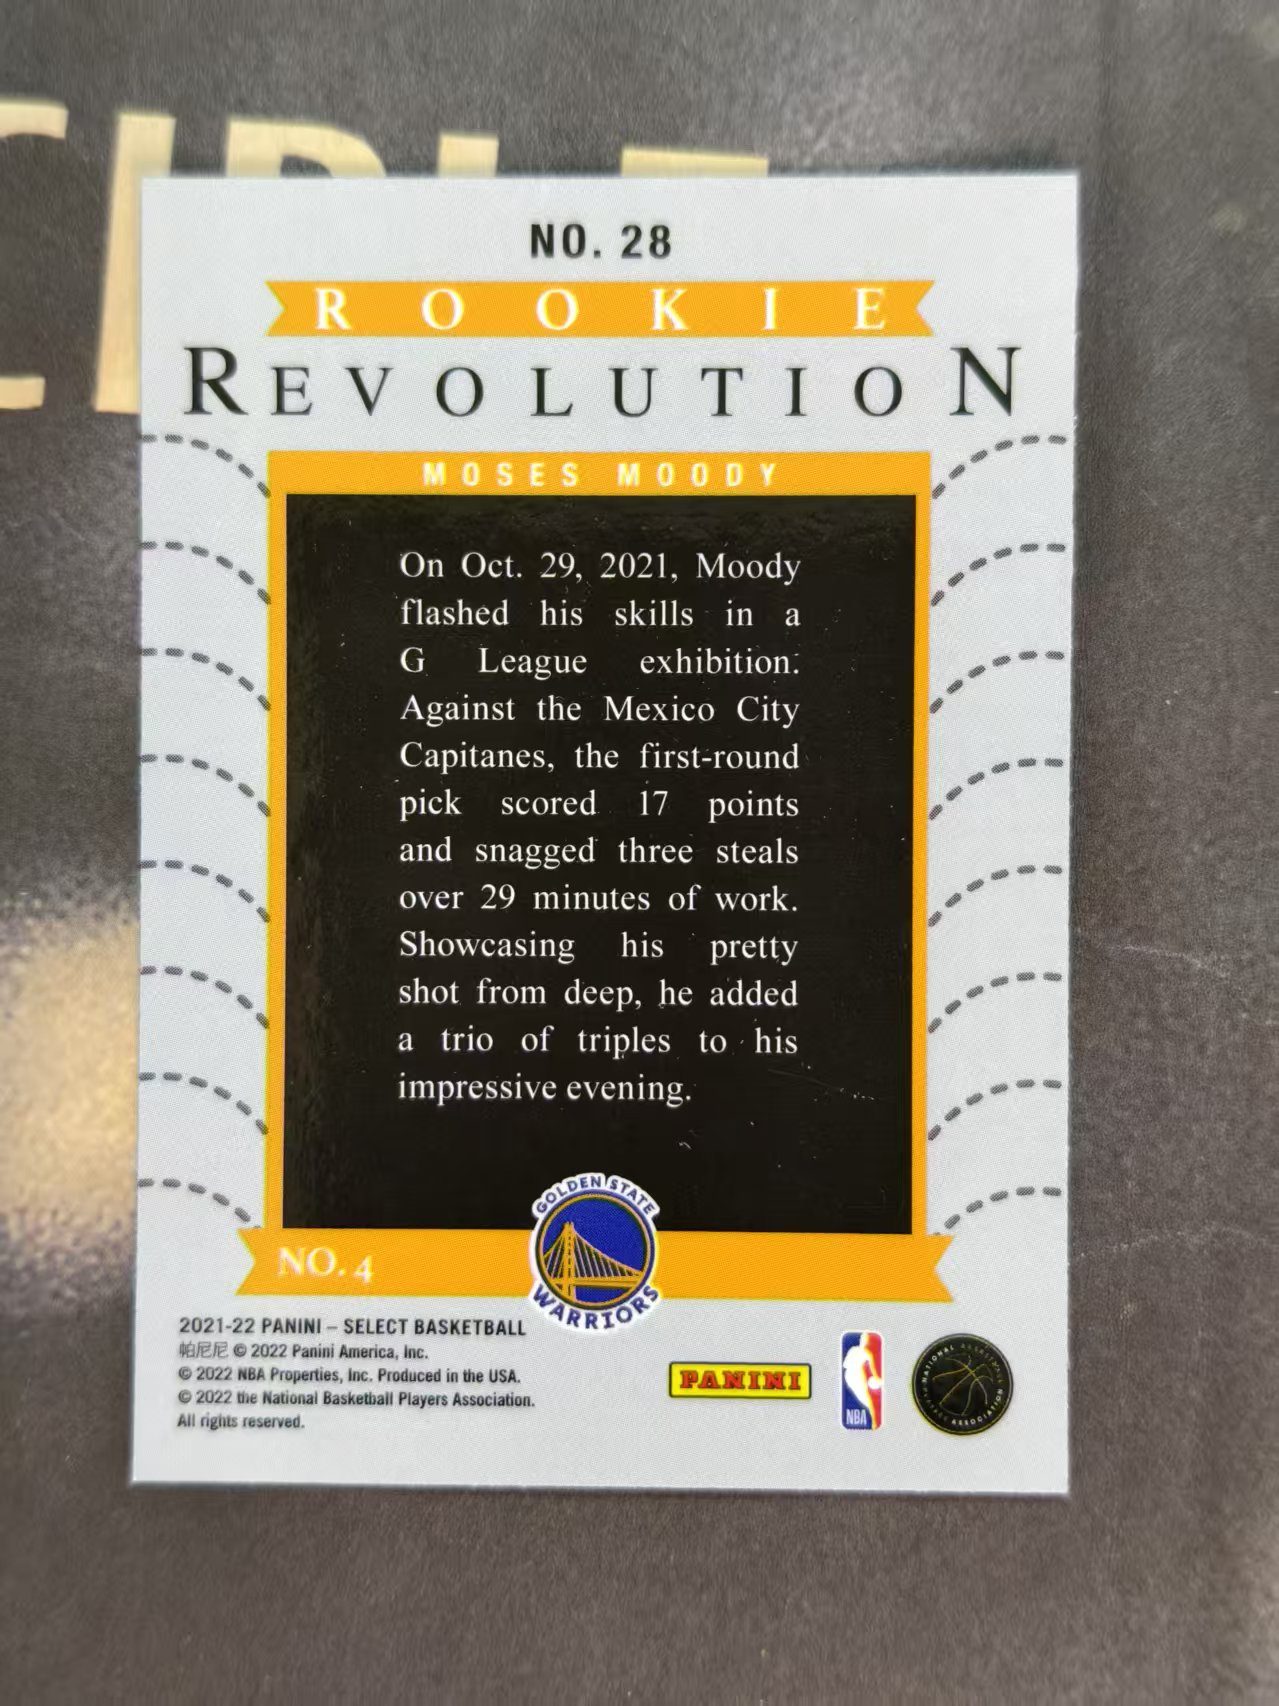 NO. 28
ROOKIE
REVOLUTION
MOSES MOODY
On Oct. 29, 2021, Moody
flashed his skills in a
G League exhibition:
Against the Mexico City
Capitanes, the first-round
pick scored 17 points
and snagged three steals
over 29 minutes of work.
Showcasing his pretty
shot from deep, he added
a trio of triples to his
impressive evening.
GOLDEN STATE
WARRIORS
NO. 4
2021-22 PANINI – SELECT BASKETBALL
帕尼尼 © 2022 Panini America, Inc.
© 2022 NBA Properties, Inc. Produced in the USA.
© 2022 the National Basketball Players Association.
All rights reserved.
PANINI
NBA
NATIONAL BASKETBALL
PLAYERS ASSOCIATION